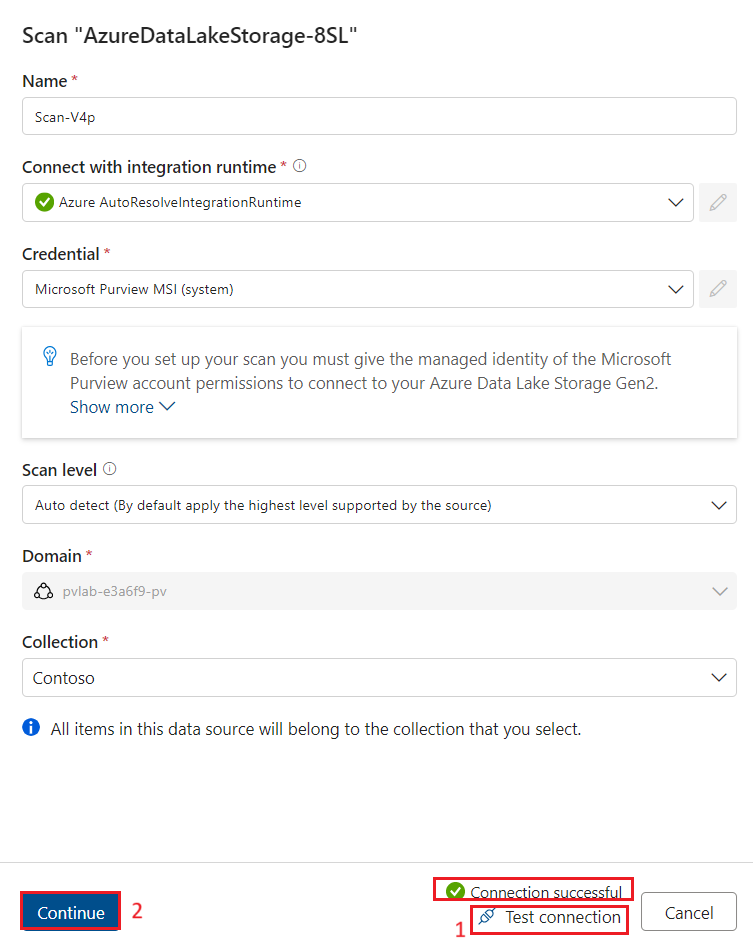 Scan "AzureDataLakeStorage-8SL"
Name *
Scan-V4p
Connect with integration runtime *
Azure AutoResolveIntegrationRuntime
Credential *
Microsoft Purview MSI (system)
Before you set up your scan you must give the managed identity of the Microsoft
Purview account permissions to connect to your Azure Data Lake Storage Gen2.
Show more
Scan level
Auto detect (By default apply the highest level supported by the source)
Domain *
pvlab-e3a6f9-pv
Collection *
Contoso
All items in this data source will belong to the collection that you select.
Connection successful
Continue 2
1 Test connection
Cancel